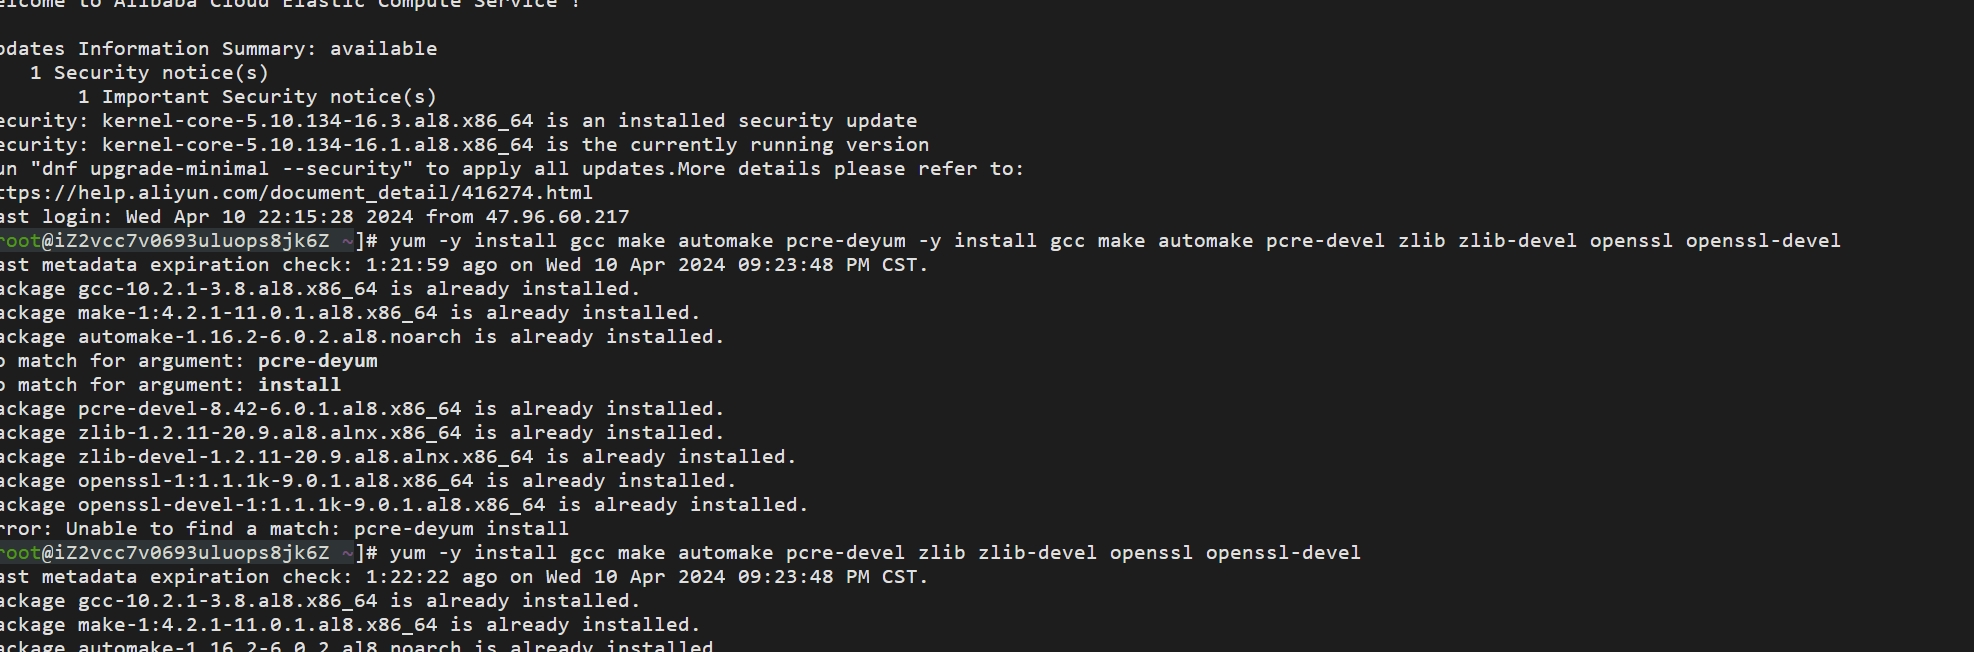 elcome to Alibaba Cloud Elastic Compute Service !
pdates Information Summary: available
1 Security notice(s)
1 Important Security notice(s)
ecurity: kernel-core-5.10.134-16.3.al8.x86_64 is an installed security update
ecurity: kernel-core-5.10.134-16.1.al8.x86_64 is the currently running version
un "dnf upgrade-minimal --security" to apply all updates.More details please refer to:
ttps://help.aliyun.com/document_detail/416274.html
ast login: Wed Apr 10 22:15:28 2024 from 47.96.60.217
root@iZ2vcc7v0693uluops8jk6Z ~]# yum -y install gcc make automake pcre-deyum -y install gcc make automake pcre-devel zlib zlib-devel openssl openssl-devel
ast metadata expiration check: 1:21:59 ago on Wed 10 Apr 2024 09:23:48 PM CST.
ackage gcc-10.2.1-3.8.al8.x86_64 is already installed.
ackage make-1:4.2.1-11.0.1.al8.x86_64 is already installed.
ackage automake-1.16.2-6.0.2.al8.noarch is already installed.
o match for argument: pcre-deyum
o match for argument: install
ackage pcre-devel-8.42-6.0.1.al8.x86_64 is already installed.
ackage zlib-1.2.11-20.9.al8.alnx.x86_64 is already installed.
ackage zlib-devel-1.2.11-20.9.al8.alnx.x86_64 is already installed.
ackage openssl-1:1.1.1k-9.0.1.al8.x86_64 is already installed.
ackage openssl-devel-1:1.1.1k-9.0.1.al8.x86_64 is already installed.
rror: Unable to find a match: pcre-deyum install
root@iZ2vcc7v0693uluops8jk6Z ~]# yum -y install gcc make automake pcre-devel zlib zlib-devel openssl openssl-devel
ast metadata expiration check: 1:22:22 ago on Wed 10 Apr 2024 09:23:48 PM CST.
ackage gcc-10.2.1-3.8.al8.x86_64 is already installed.
ackage make-1:4.2.1-11.0.1.al8.x86_64 is already installed.
ackage automake-1.16.2-6.0.2.al8.noarch is already installed.